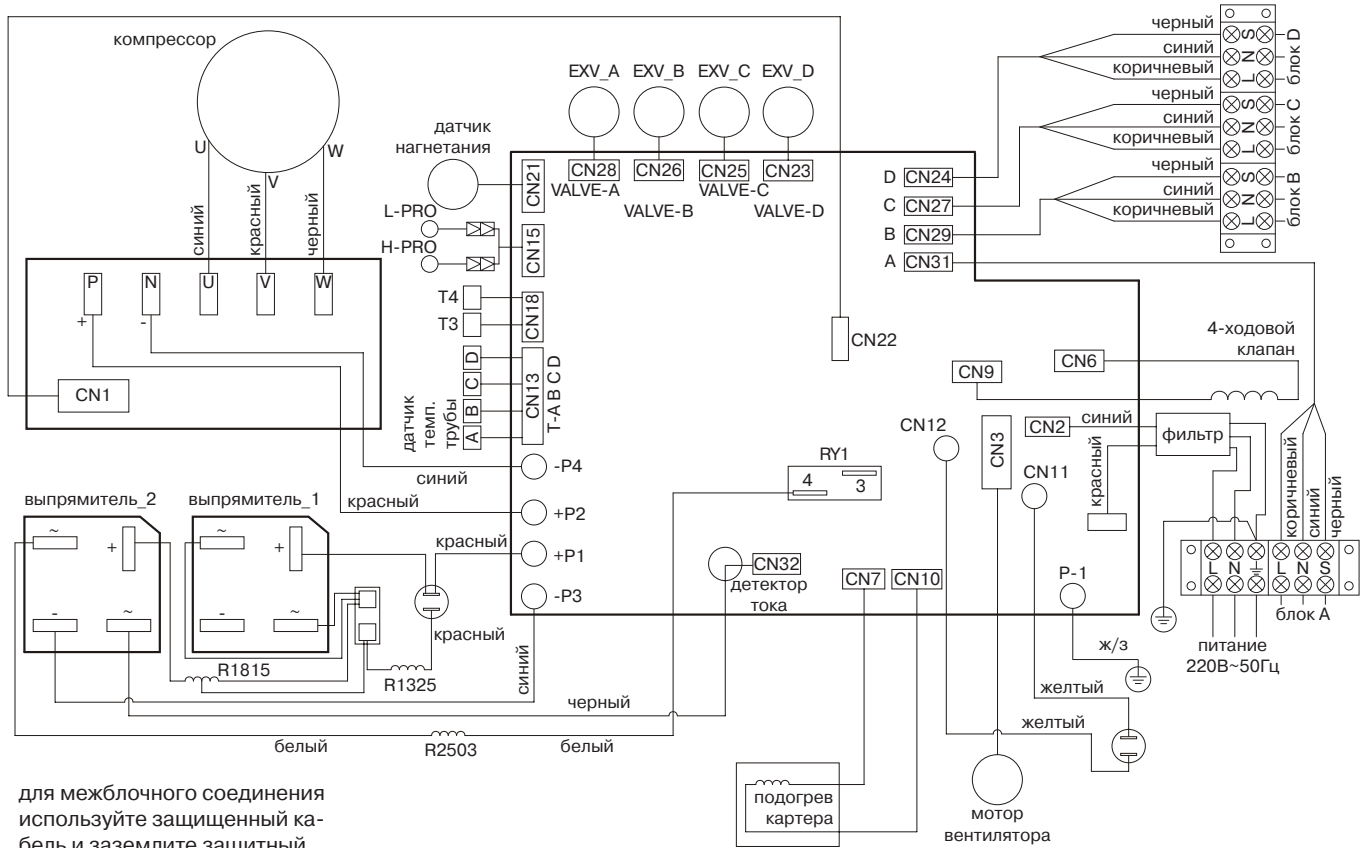 компрессор
U
V
W
синий
красный
черный
P
N
U
V
W
+
-
CN1
датчик
нагнетания
L-PRO
H-PRO
T4
T3
D
C
B
A
датчик
темп.
трубы
CN21
CN15
CN18
CN13
T-A B C D
EXV_A
EXV_B
EXV_C
EXV_D
CN28
CN26
CN25
CN23
VALVE-A
VALVE-B
VALVE-C
VALVE-D
D CN24
C CN27
B CN29
A CN31
черный
синий
коричневый
черный
синий
коричневый
черный
синий
коричневый
S
N
L
S
N
L
S
N
L
блок D
блок C
блок B
CN22
4-ходовой
клапан
CN6
CN9
CN2
синий
фильтр
красный
CN12
CN3
CN11
RY1
4
3
-P4
+P2
+P1
-P3
синий
красный
красный
красный
синий
выпрямитель_2
выпрямитель_1
~
+
-
~
~
+
-
~
R1815
R1325
CN32
детектор
тока
CN7
CN10
P-1
ж/з
коричневый
синий
черный
L
N
L
N
S
блок A
питание
220В~50Гц
желтый
желтый
черный
белый
R2503
белый
подогрев
картера
мотор
вентилятора
для межблочного соединения
используйте защищенный ка-
бель и заземлите защитный